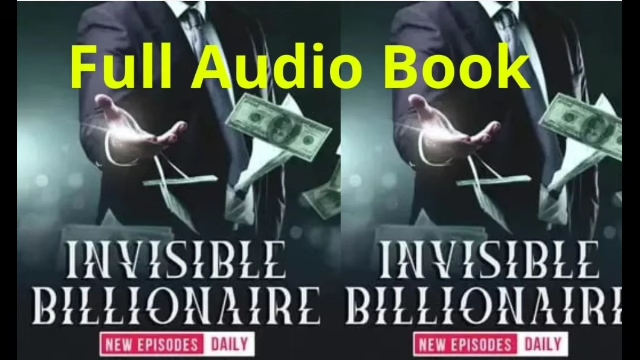 Full Audio Book
INVISIBLE
BILLIONAIRE
NEW EPISODES DAILY
INVISIBLE
BILLIONAIRE
NEW EPISODES DAILY